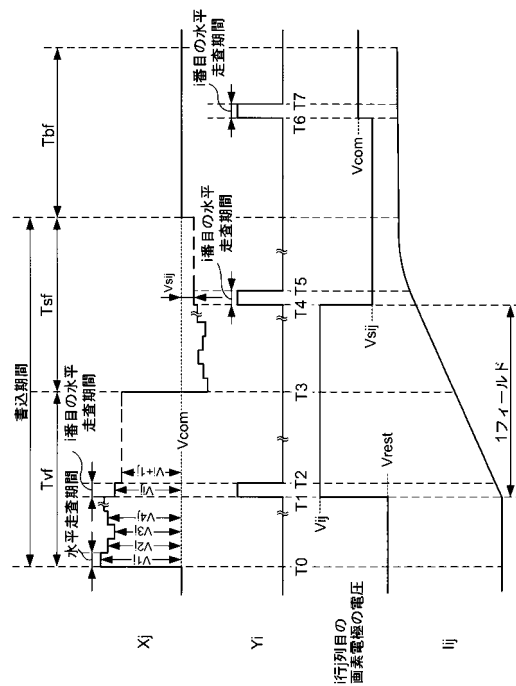 書込期間
Tvf
Tsf
Tbf
水平走査期間
i番目の水平
走査期間
Xj
V1j
V2j
V3j
V4j
Vij
Vi+1j
Vcom
Vsij
i番目の水平
走査期間
i番目の水平
走査期間
Yi
T0
T1
T2
T3
T4
T5
T6
T7
i行j列目の
画素電極の電圧
Vij
Vrest
Vsij
Vcom
1フィールド
Iij